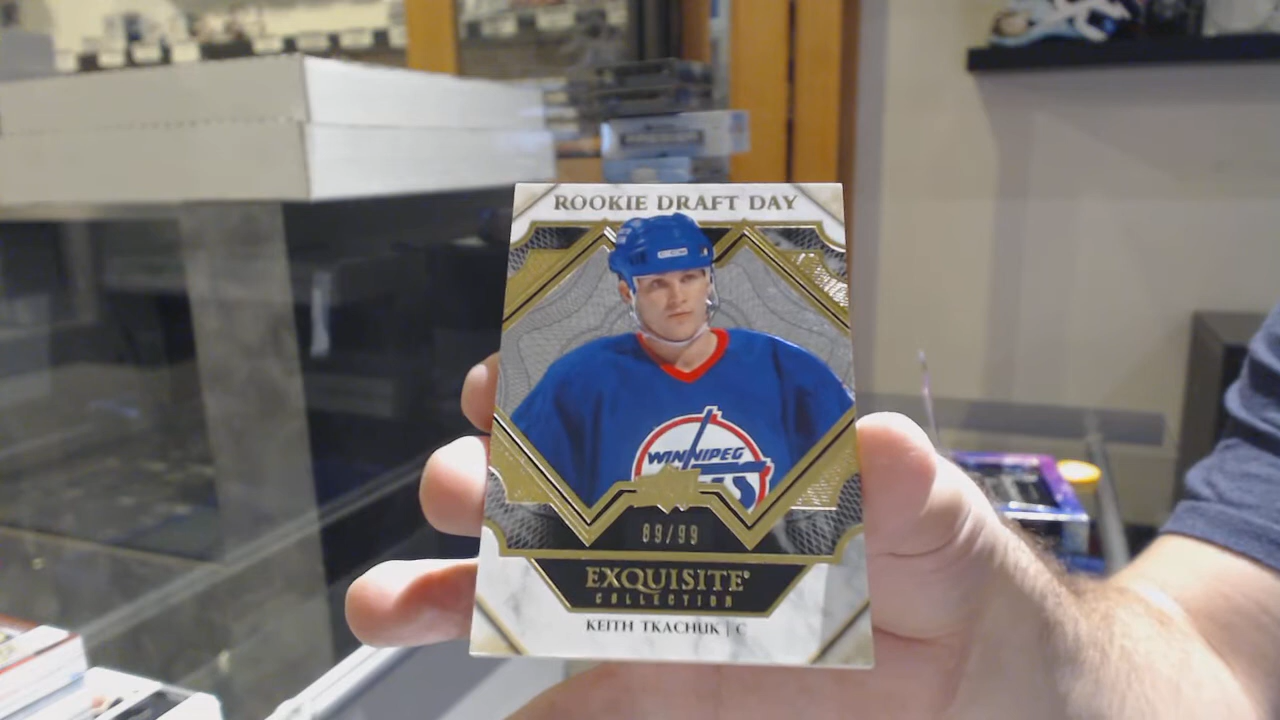 ROOKIE DRAFT DAY
WINNIPEG
89/99
EXQUISITE
COLLECTION
KEITH TKACHUK | C